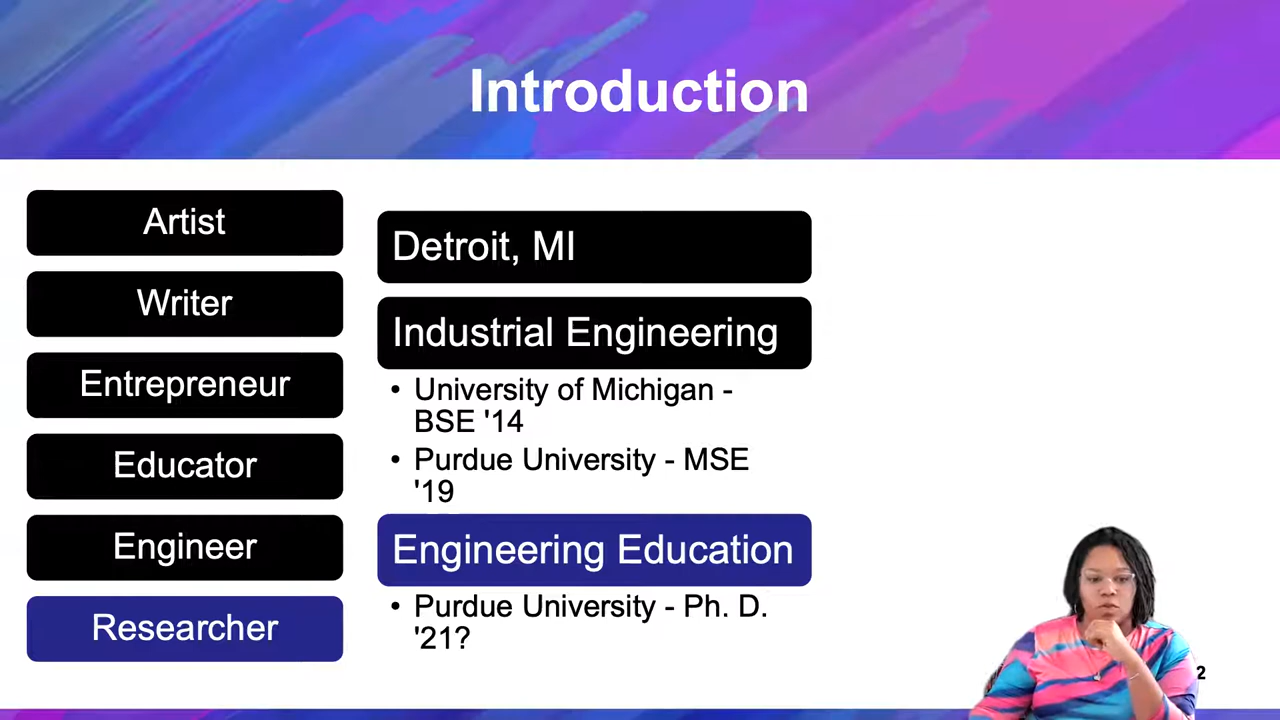 Introduction
Artist
Writer
Entrepreneur
Educator
Engineer
Researcher
Detroit, MI
Industrial Engineering
• University of Michigan -
BSE '14
• Purdue University - MSE
'19
Engineering Education
• Purdue University - Ph. D.
'21?
2